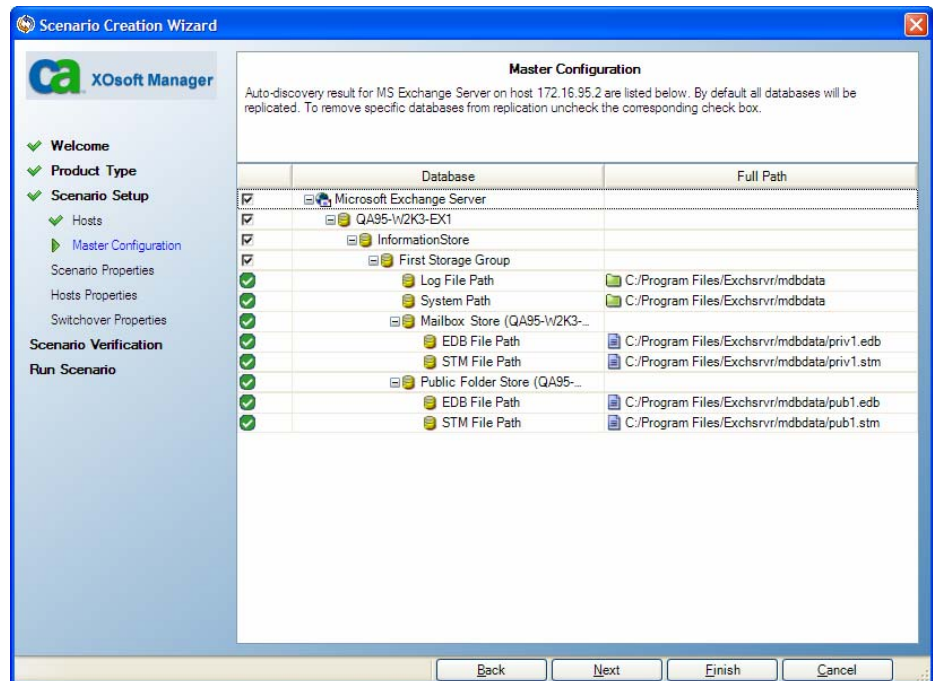 Scenario Creation Wizard
ca XOsoft Manager
Welcome
Product Type
Scenario Setup
Hosts
Master Configuration
Scenario Properties
Hosts Properties
Switchover Properties
Scenario Verification
Run Scenario
Master Configuration
Auto-discovery result for MS Exchange Server on host 172.16.95.2 are listed below. By default all databases will be
replicated. To remove specific databases from replication uncheck the corresponding check box.
Database Full Path
Microsoft Exchange Server
QA95-W2K3-EX1
InformationStore
First Storage Group
Log File Path C:/Program Files/Exchsrvr/mdbdata
System Path C:/Program Files/Exchsrvr/mdbdata
Mailbox Store (QA95-W2K3-...
EDB File Path C:/Program Files/Exchsrvr/mdbdata/priv1.edb
STM File Path C:/Program Files/Exchsrvr/mdbdata/priv1.stm
Public Folder Store (QA95-...
EDB File Path C:/Program Files/Exchsrvr/mdbdata/pub1.edb
STM File Path C:/Program Files/Exchsrvr/mdbdata/pub1.stm
Back Next Finish Cancel